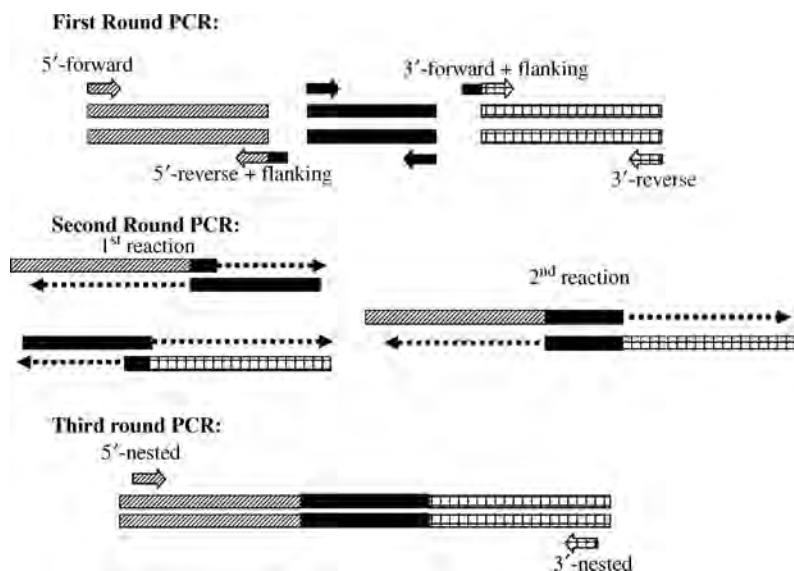 First Round PCR:
5′-forward
3′-forward + flanking
5′-reverse + flanking
3′-reverse
Second Round PCR:
1st reaction
2nd reaction
Third round PCR:
5′-nested
3′-nested